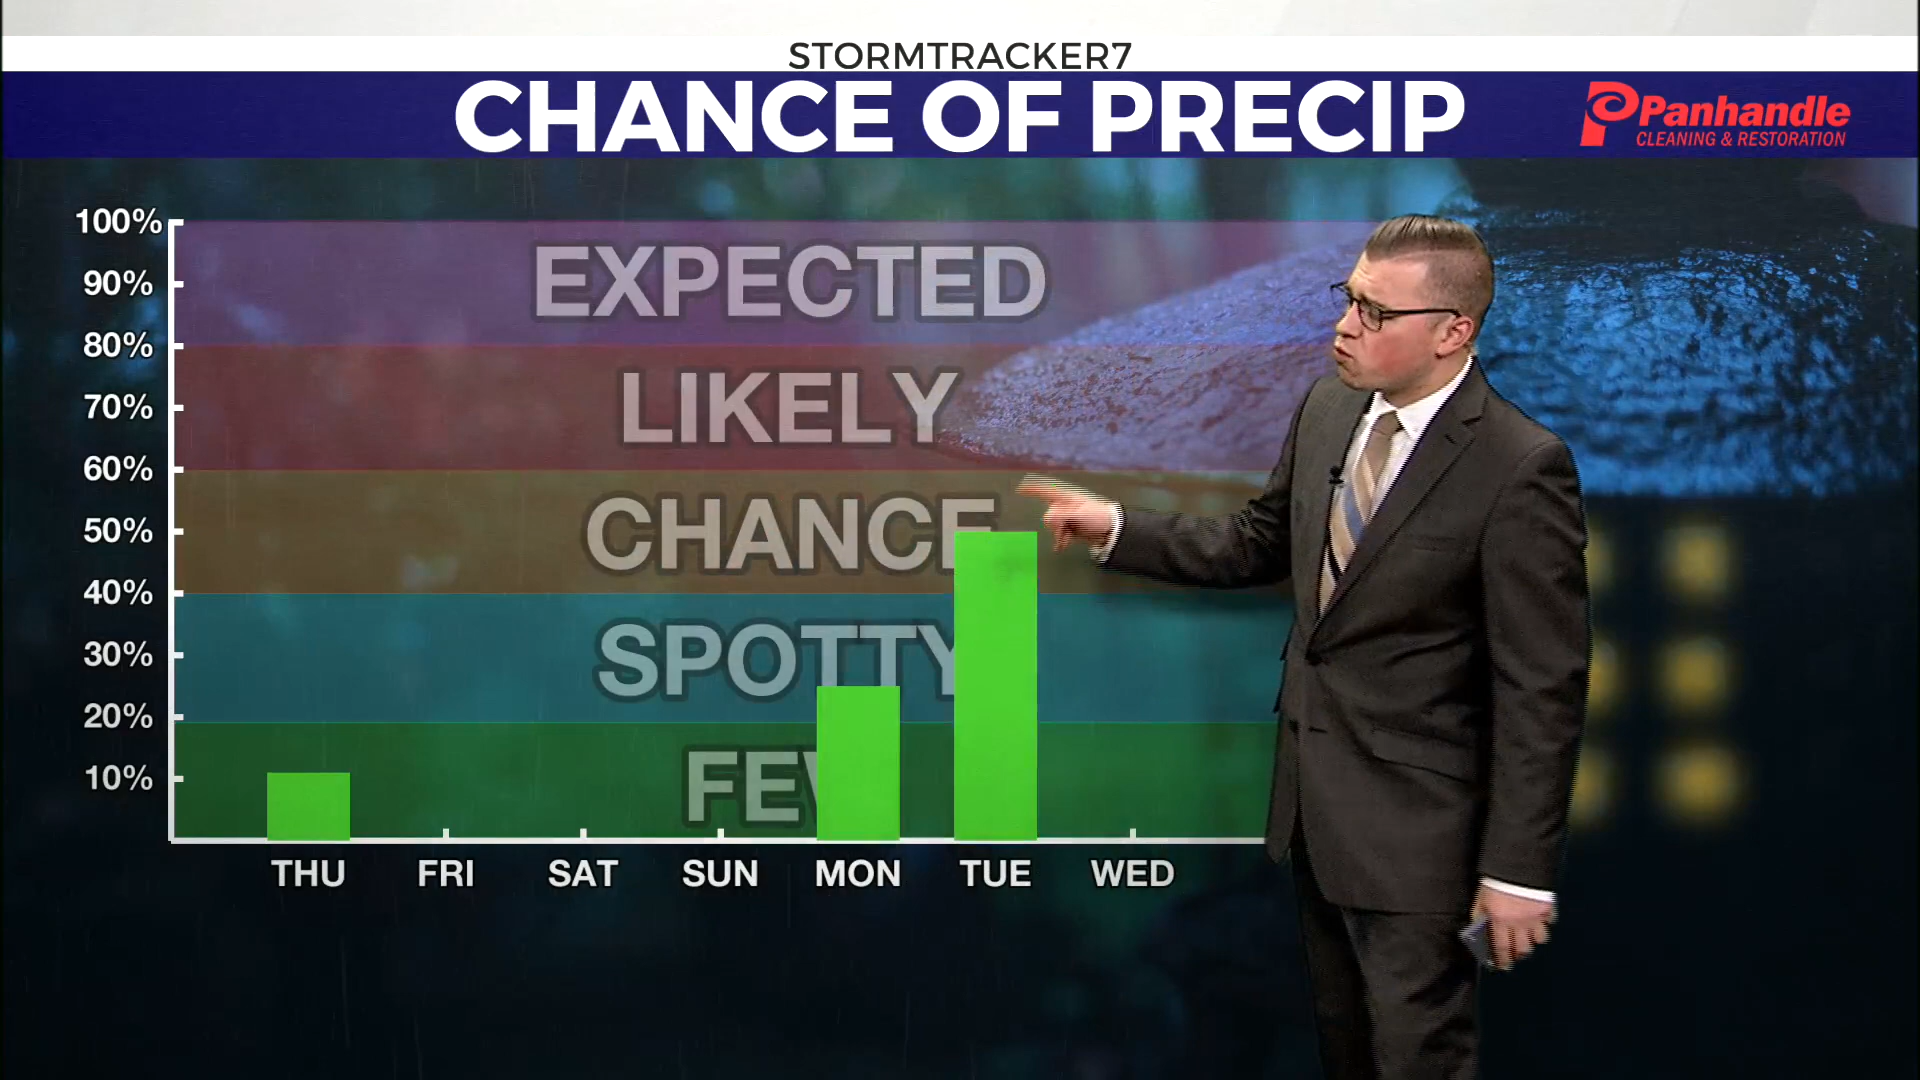 STORMTRACKER7
CHANCE OF PRECIP
Panhandle
CLEANING & RESTORATION
100%
90%
80%
70%
60%
50%
40%
30%
20%
10%
EXPECTED
LIKELY
CHANCE
SPOTTY
FEW
THU FRI SAT SUN MON TUE WED